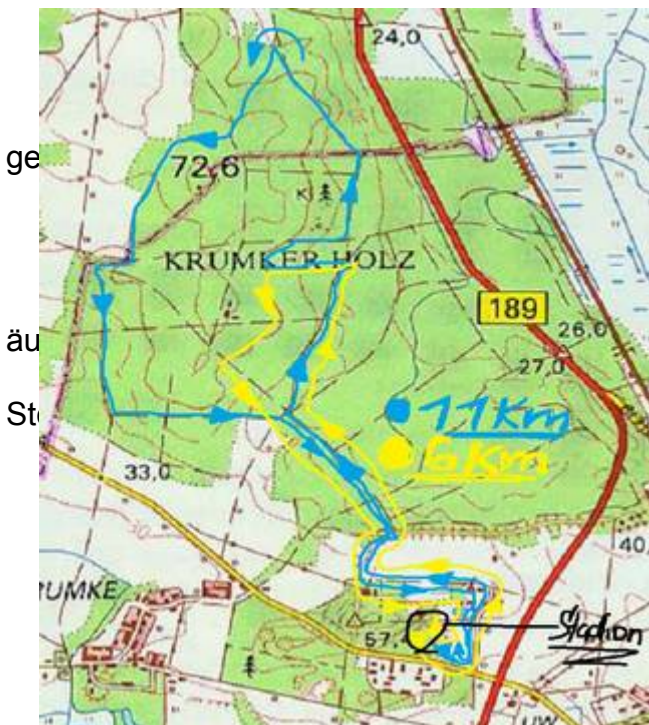 24,0
ge
72,6
K
KRUMKER HOLZ
189
26,0
äu
27,0
11 Km
Ste
6 Km
33,0
40,
RUMKE
57,
Stadion
UW